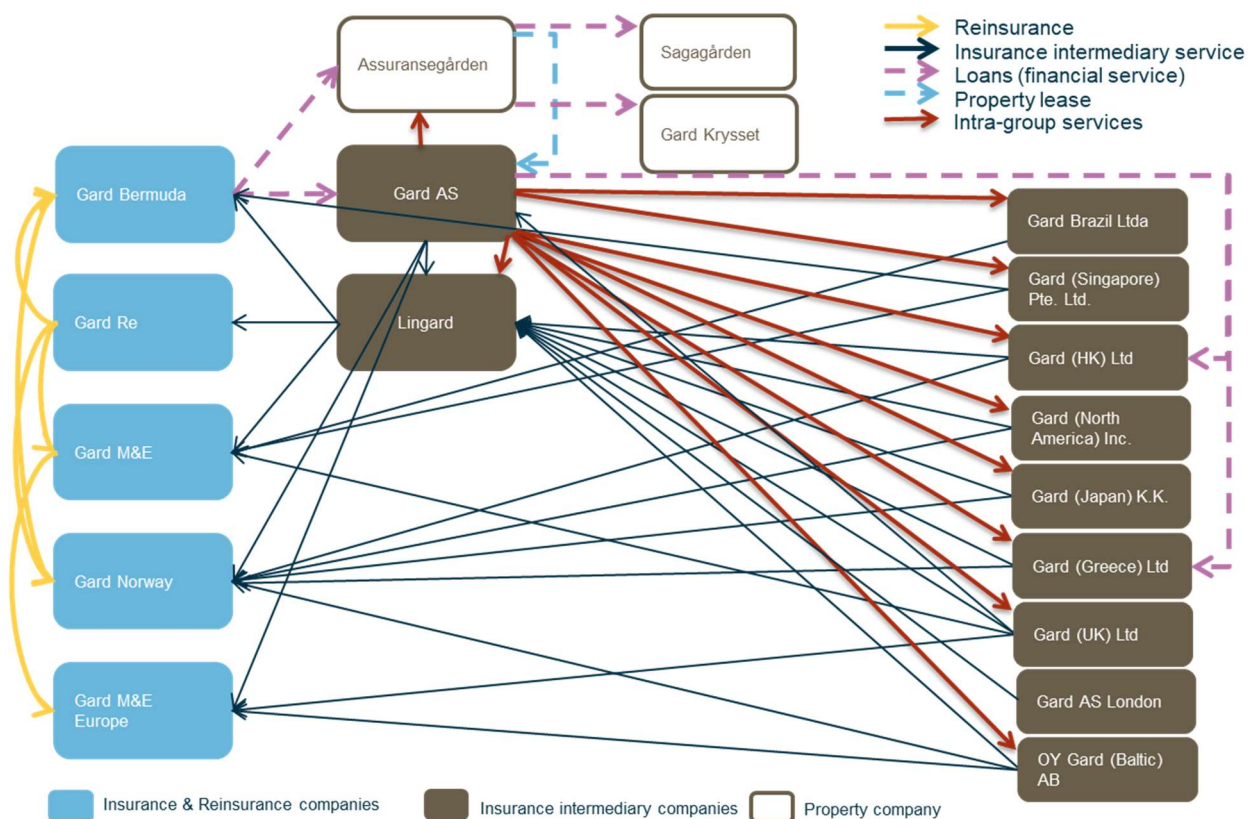 Assuransegården
Sagagården
Gard Krysset
Reinsurance
Insurance intermediary service
Loans (financial service)
Property lease
Intra-group services
Gard Bermuda
Gard AS
Gard Re
Lingard
Gard M&E
Gard Norway
Gard M&E
Europe
Gard Brazil Ltda
Gard (Singapore)
Pte. Ltd.
Gard (HK) Ltd
Gard (North
America) Inc.
Gard (Japan) K.K.
Gard (Greece) Ltd
Gard (UK) Ltd
Gard AS London
OY Gard (Baltic)
AB
Insurance & Reinsurance companies
Insurance intermediary companies
Property company